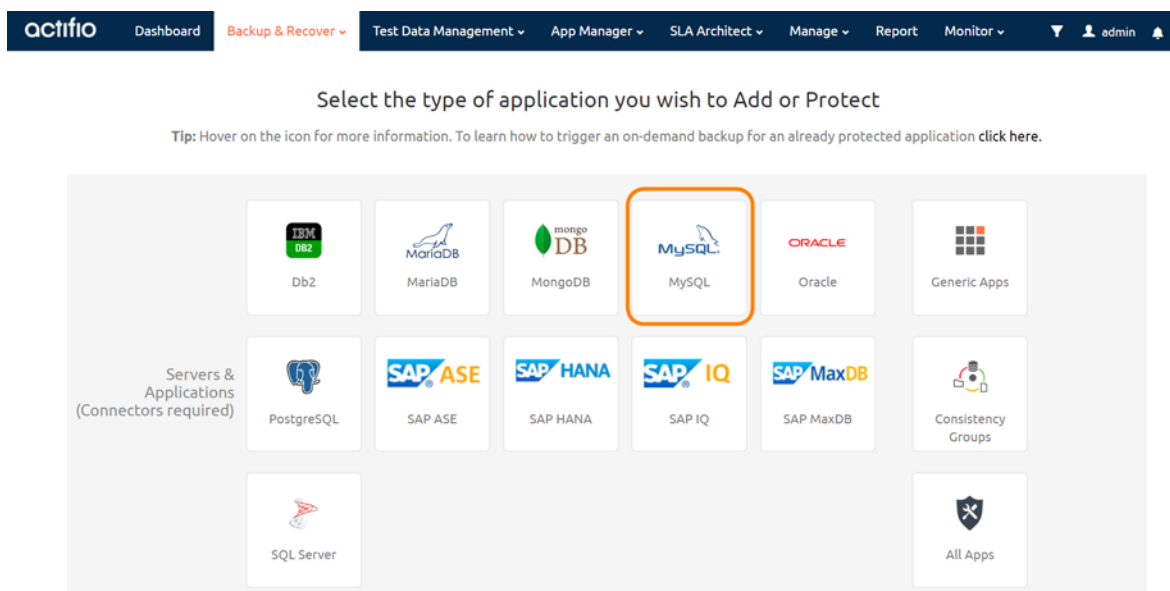 actifio Dashboard Backup & Recover Test Data Management App Manager SLA Architect Manage Report Monitor admin
Select the type of application you wish to Add or Protect
Tip: Hover on the icon for more information. To learn how to trigger an on-demand backup for an already protected application click here.
IBM
DB2
MariaDB
mongo
DB
MySQL
ORACLE
Db2 MariaDB MongoDB MySQL Oracle Generic Apps
Servers &
Applications
(Connectors required)
SAP ASE SAP HANA SAP IQ SAP MaxDB
PostgreSQL SAP ASE SAP HANA SAP IQ SAP MaxDB Consistency
Groups
SQL Server All Apps